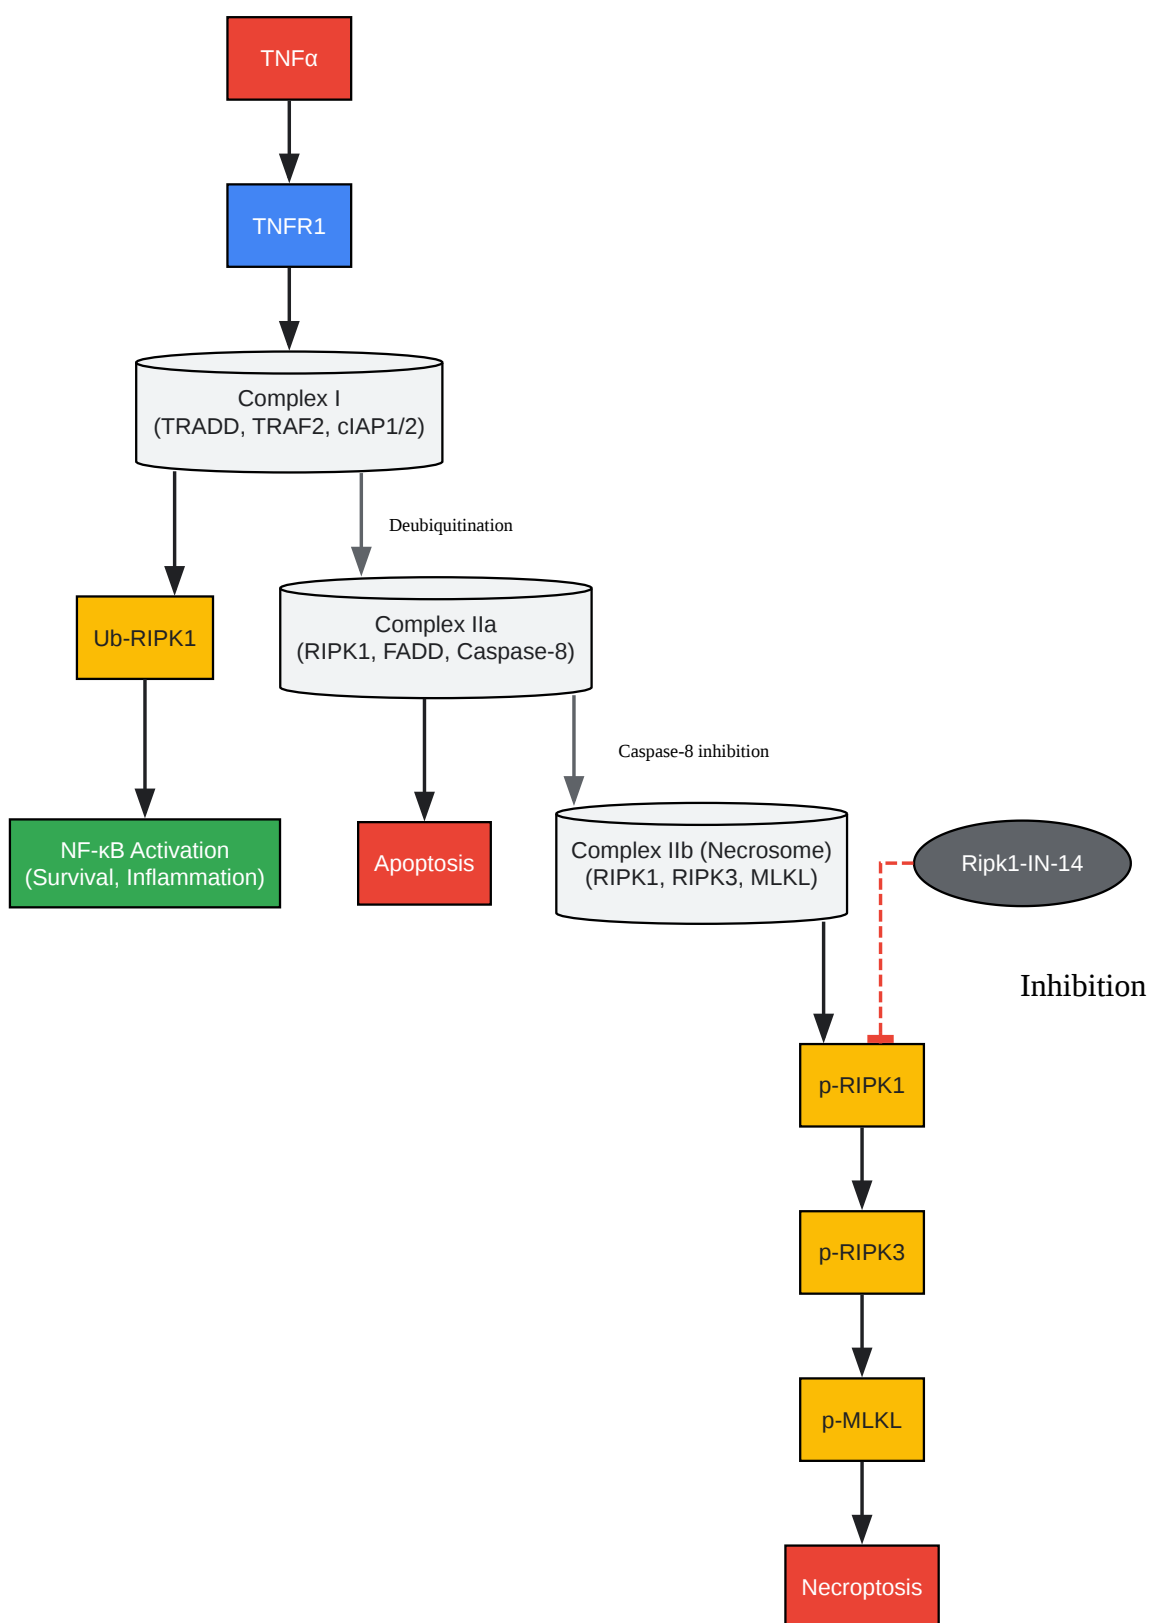 TNFα
TNFR1
Complex I
(TRADD, TRAF2, cIAP1/2)
Deubiquitination
Ub-RIPK1
Complex IIa
(RIPK1, FADD, Caspase-8)
Caspase-8 inhibition
NF-κB Activation
(Survival, Inflammation)
Apoptosis
Complex IIb (Necrosome)
(RIPK1, RIPK3, MLKL)
Ripk1-IN-14
Inhibition
p-RIPK1
p-RIPK3
p-MLKL
Necroptosis